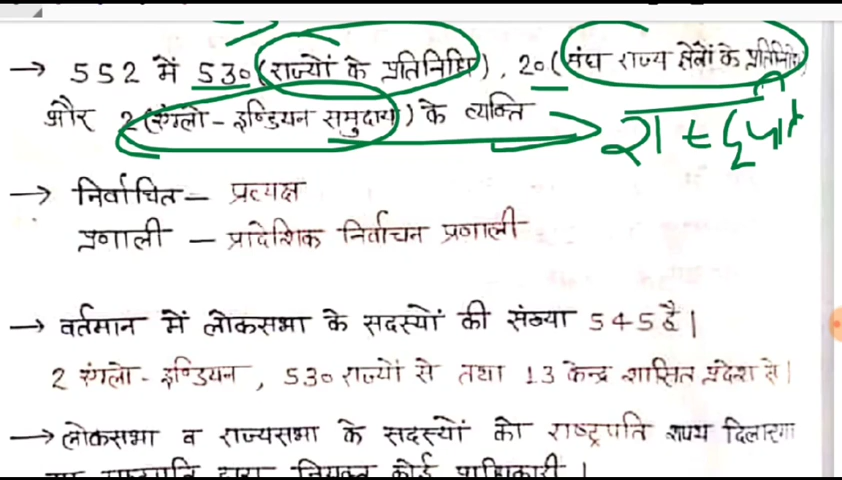 → 552 में 530 (राज्यों के प्रतिनिधि), 20 (संघ राज्य क्षेत्रों के प्रतिनिधि)
और 2 (एंग्लो - इण्डियन समुदाय) के व्यक्ति
→ निर्वाचित - प्रत्यक्ष
प्रणाली - प्रादेशिक निर्वाचन प्रणाली
→ वर्तमान में लोकसभा के सदस्यों की संख्या 545 है।
2 एंग्लो - इण्डियन, 530 राज्यों से तथा 13 केन्द्र शासित प्रदेश से।
→ लोकसभा व राज्यसभा के सदस्यों को राष्ट्रपति शपथ दिलाएगा